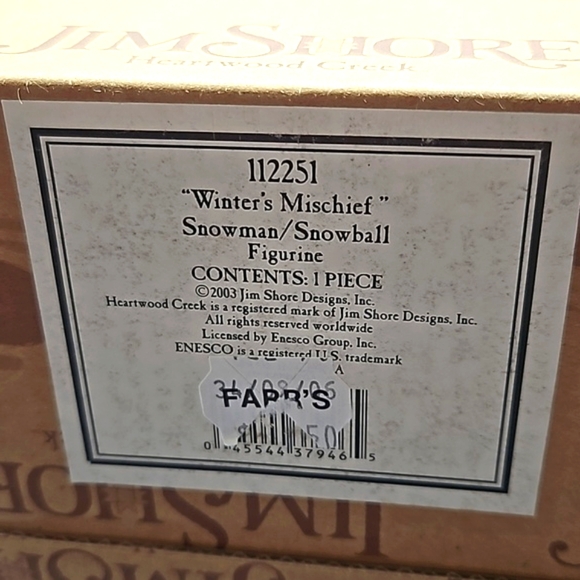 JIM SHORE
Heartwood Creek
112251
“Winter's Mischief ”
Snowman/Snowball
Figurine
CONTENTS: 1 PIECE
©2003 Jim Shore Designs, Inc.
Heartwood Creek is a registered mark of Jim Shore Designs, Inc.
All rights reserved worldwide
Licensed by Enesco Group, Inc.
ENESCO is a registered U.S. trademark
A
FARR'S
0 45544 37946 5
JIM SHORE